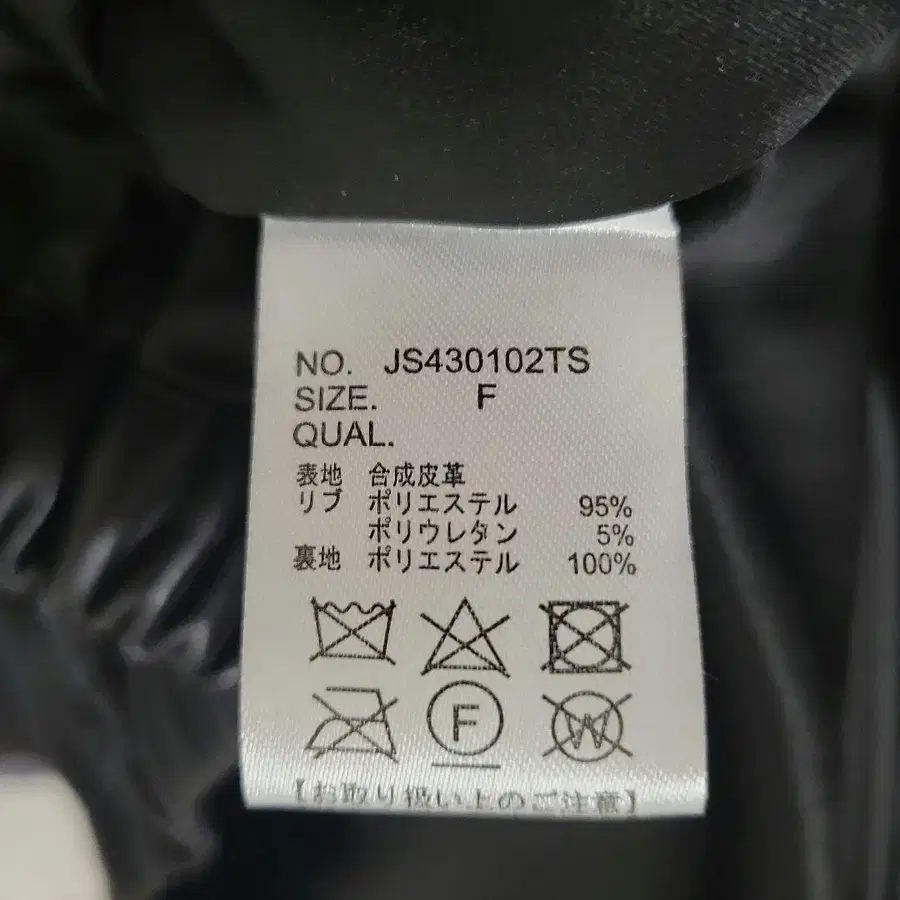 NO. JS430102TS
SIZE. F
QUAL.
表地 合成皮革
リブ ポリエステル 95%
ポリウレタン 5%
裏地 ポリエステル 100%
F W
【お取り扱い上のご注意】